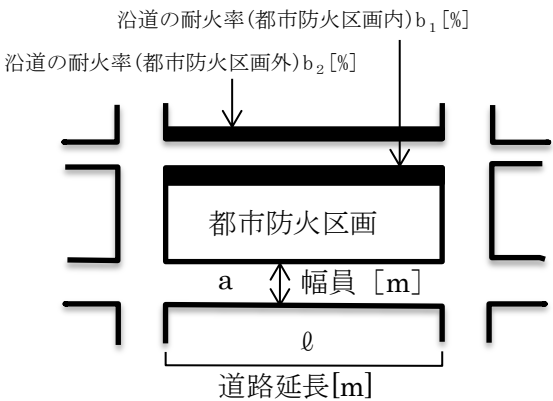 沿道の耐火率(都市防火区画内)b₁[%]
沿道の耐火率(都市防火区画外)b₂[%]
都市防火区画
a 幅員［m］
ℓ
道路延長[m]